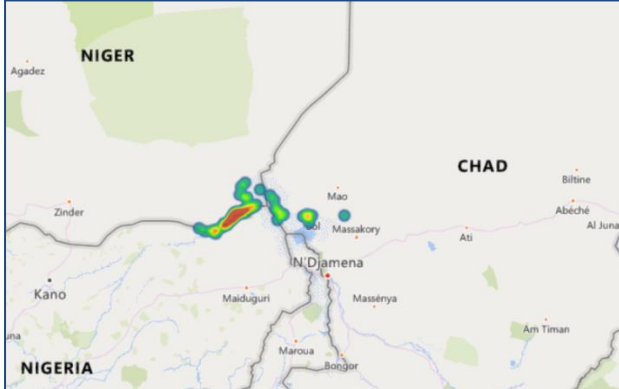 NIGER
Agadez
CHAD
Biltine
Mao
Abéché
Zinder
Al Juna
Massakory
Ati
N'Djamena
Kano
Maiduguri
Massénya
Am Timan
una
Maroua
Bongor
NIGERIA